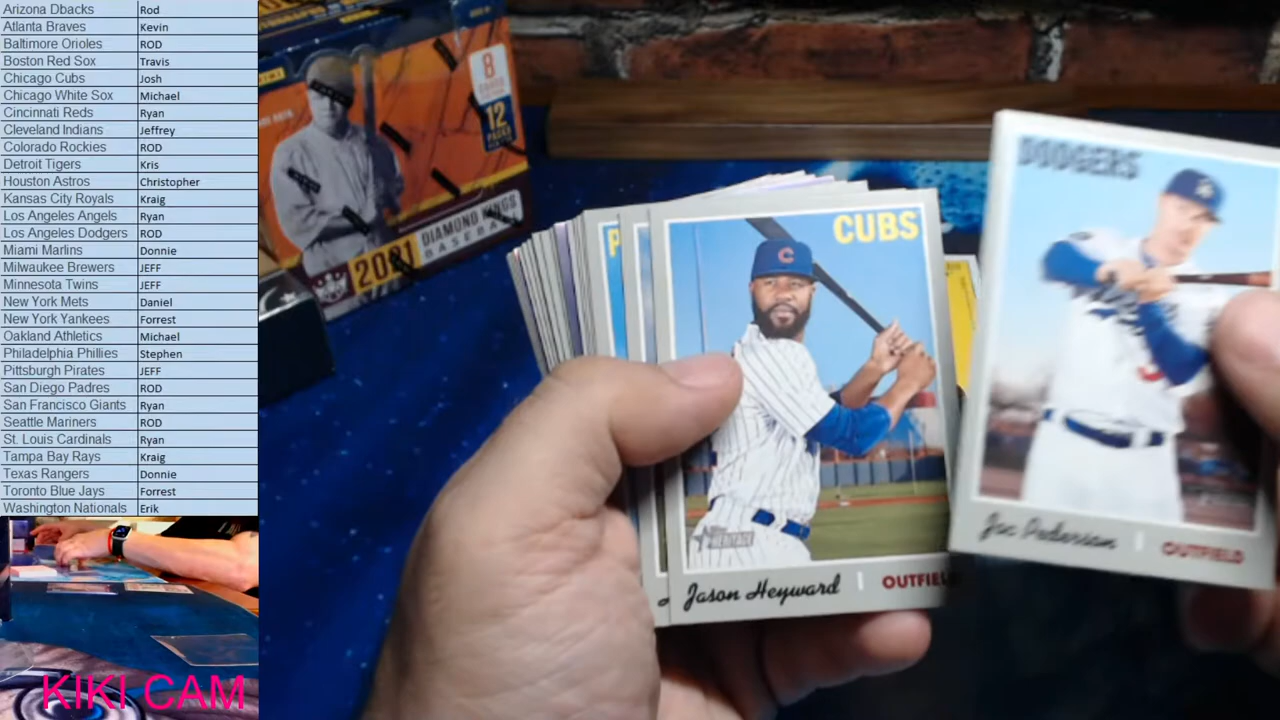 Arizona Dbacks Rod
Atlanta Braves Kevin
Baltimore Orioles ROD
Boston Red Sox Travis
Chicago Cubs Josh
Chicago White Sox Michael
Cincinnati Reds Ryan
Cleveland Indians Jeffrey
Colorado Rockies ROD
Detroit Tigers Kris
Houston Astros Christopher
Kansas City Royals Kraig
Los Angeles Angels Ryan
Los Angeles Dodgers ROD
Miami Marlins Donnie
Milwaukee Brewers JEFF
Minnesota Twins JEFF
New York Mets Daniel
New York Yankees Forrest
Oakland Athletics Michael
Philadelphia Phillies Stephen
Pittsburgh Pirates JEFF
San Diego Padres ROD
San Francisco Giants Ryan
Seattle Mariners ROD
St. Louis Cardinals Ryan
Tampa Bay Rays Kraig
Texas Rangers Donnie
Toronto Blue Jays Forrest
Washington Nationals Erik
KIKI CAM
8
12
2021 DIAMOND KINGS
BASEBALL
P
CUBS
C
HERITAGE
Jason Heyward OUTFIEL
DODGERS
Joc Pederson OUTFIELD